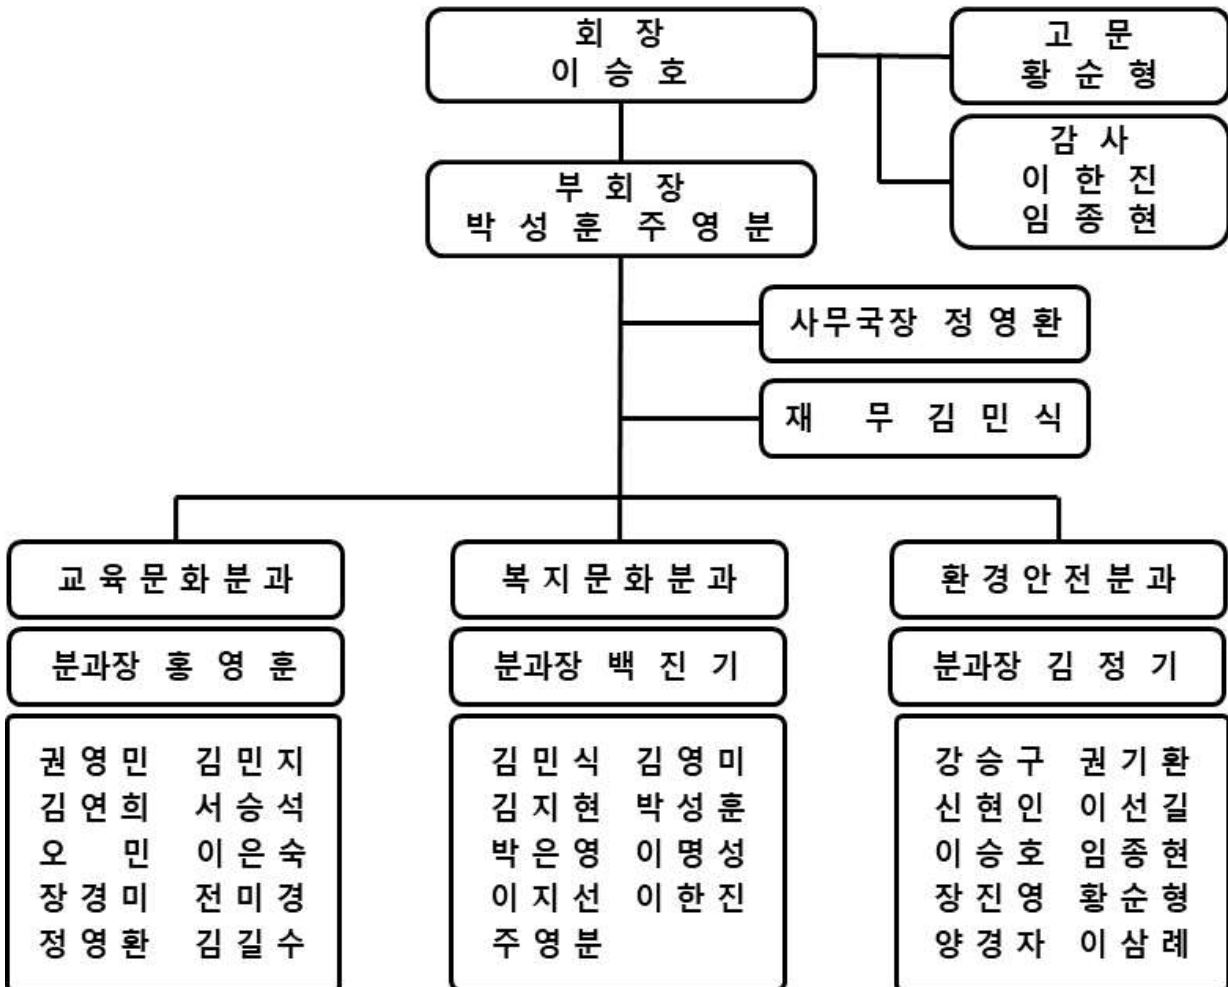 회 장
이 승 호
고 문
황 순 형
감 사
이 한 진
임 종 현
부 회 장
박 성 훈 주 영 분
사무국장 정 영 환
재 무 김 민 식
교 육 문 화 분 과
분과장 홍 영 훈
권 영 민 김 민 지
김 연 희 서 승 석
오 민 이 은 숙
장 경 미 전 미 경
정 영 환 김 길 수
복 지 문 화 분 과
분과장 백 진 기
김 민 식 김 영 미
김 지 현 박 성 훈
박 은 영 이 명 성
이 지 선 이 한 진
주 영 분
환 경 안 전 분 과
분과장 김 정 기
강 승 구 권 기 환
신 현 인 이 선 길
이 승 호 임 종 현
장 진 영 황 순 형
양 경 자 이 삼 례